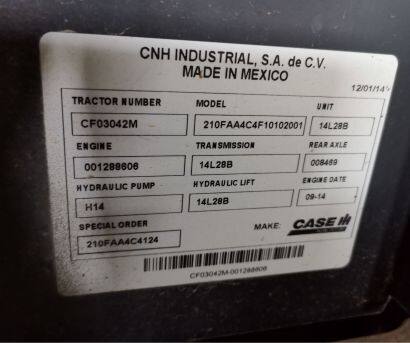 CNH INDUSTRIAL, S.A. de C.V.
MADE IN MEXICO
12/01/14
TRACTOR NUMBER MODEL UNIT
CF03042M 210FAA4C4F10102001 14L28B
ENGINE TRANSMISSION REAR AXLE
001288606 14L28B 008469
HYDRAULIC PUMP HYDRAULIC LIFT ENGINE DATE
H14 14L28B 09-14
SPECIAL ORDER
210FAA4C4124 MAKE: CASE IH
CF03042M-001288606